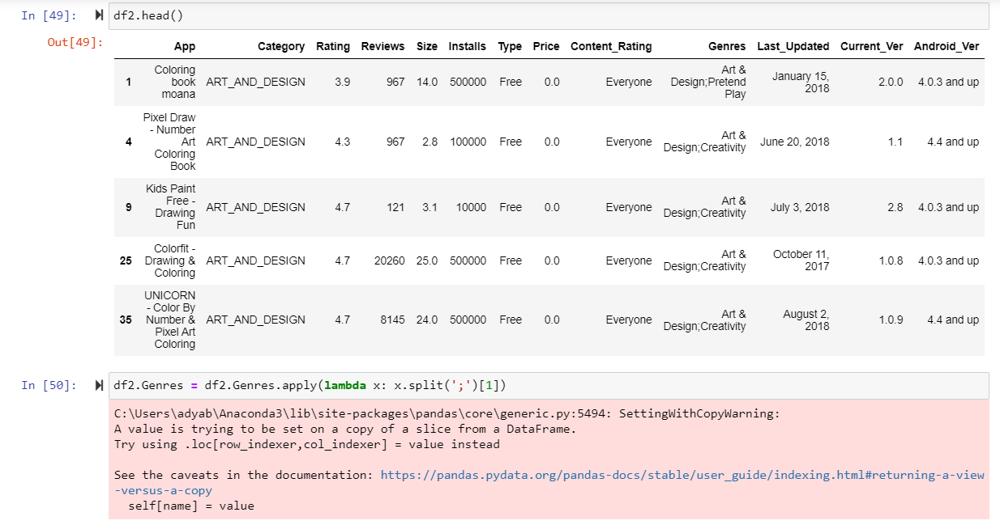 In [49]: df2.head()
Out[49]:
App Category Rating Reviews Size Installs Type Price Content_Rating Genres Last_Updated Current_Ver Android_Ver
1 Coloring book moana ART_AND_DESIGN 3.9 967 14.0 500000 Free 0.0 Everyone Art & Design;Pretend Play January 15, 2018 2.0.0 4.0.3 and up
4 Pixel Draw - Number Art Coloring Book ART_AND_DESIGN 4.3 967 2.8 100000 Free 0.0 Everyone Art & Design;Creativity June 20, 2018 1.1 4.4 and up
9 Kids Paint Free - Drawing Fun ART_AND_DESIGN 4.7 121 3.1 10000 Free 0.0 Everyone Art & Design;Creativity July 3, 2018 2.8 4.0.3 and up
25 Colorfit - Drawing & Coloring ART_AND_DESIGN 4.7 20260 25.0 500000 Free 0.0 Everyone Art & Design;Creativity October 11, 2017 1.0.8 4.0.3 and up
35 UNICORN - Color By Number & Pixel Art Coloring ART_AND_DESIGN 4.7 8145 24.0 500000 Free 0.0 Everyone Art & Design;Creativity August 2, 2018 1.0.9 4.4 and up
In [50]: df2.Genres = df2.Genres.apply(lambda x: x.split(';')[1])
C:\Users\adyab\Anaconda3\lib\site-packages\pandas\core\generic.py:5494: SettingWithCopyWarning:
A value is trying to be set on a copy of a slice from a DataFrame.
Try using .loc[row_indexer,col_indexer] = value instead
See the caveats in the documentation: https://pandas.pydata.org/pandas-docs/stable/user_guide/indexing.html#returning-a-view
-versus-a-copy
self[name] = value